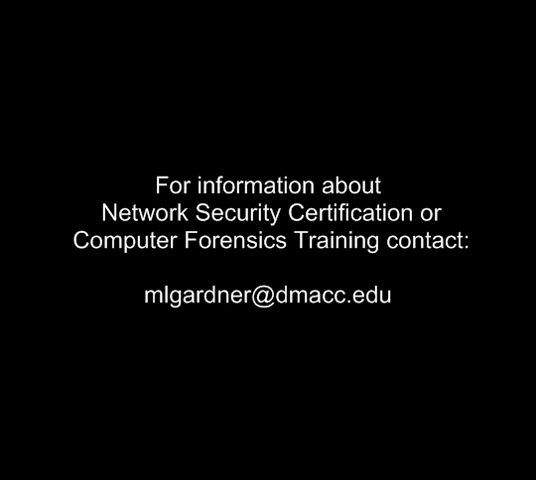 For information about
Network Security Certification or
Computer Forensics Training contact:
mlgardner@dmacc.edu